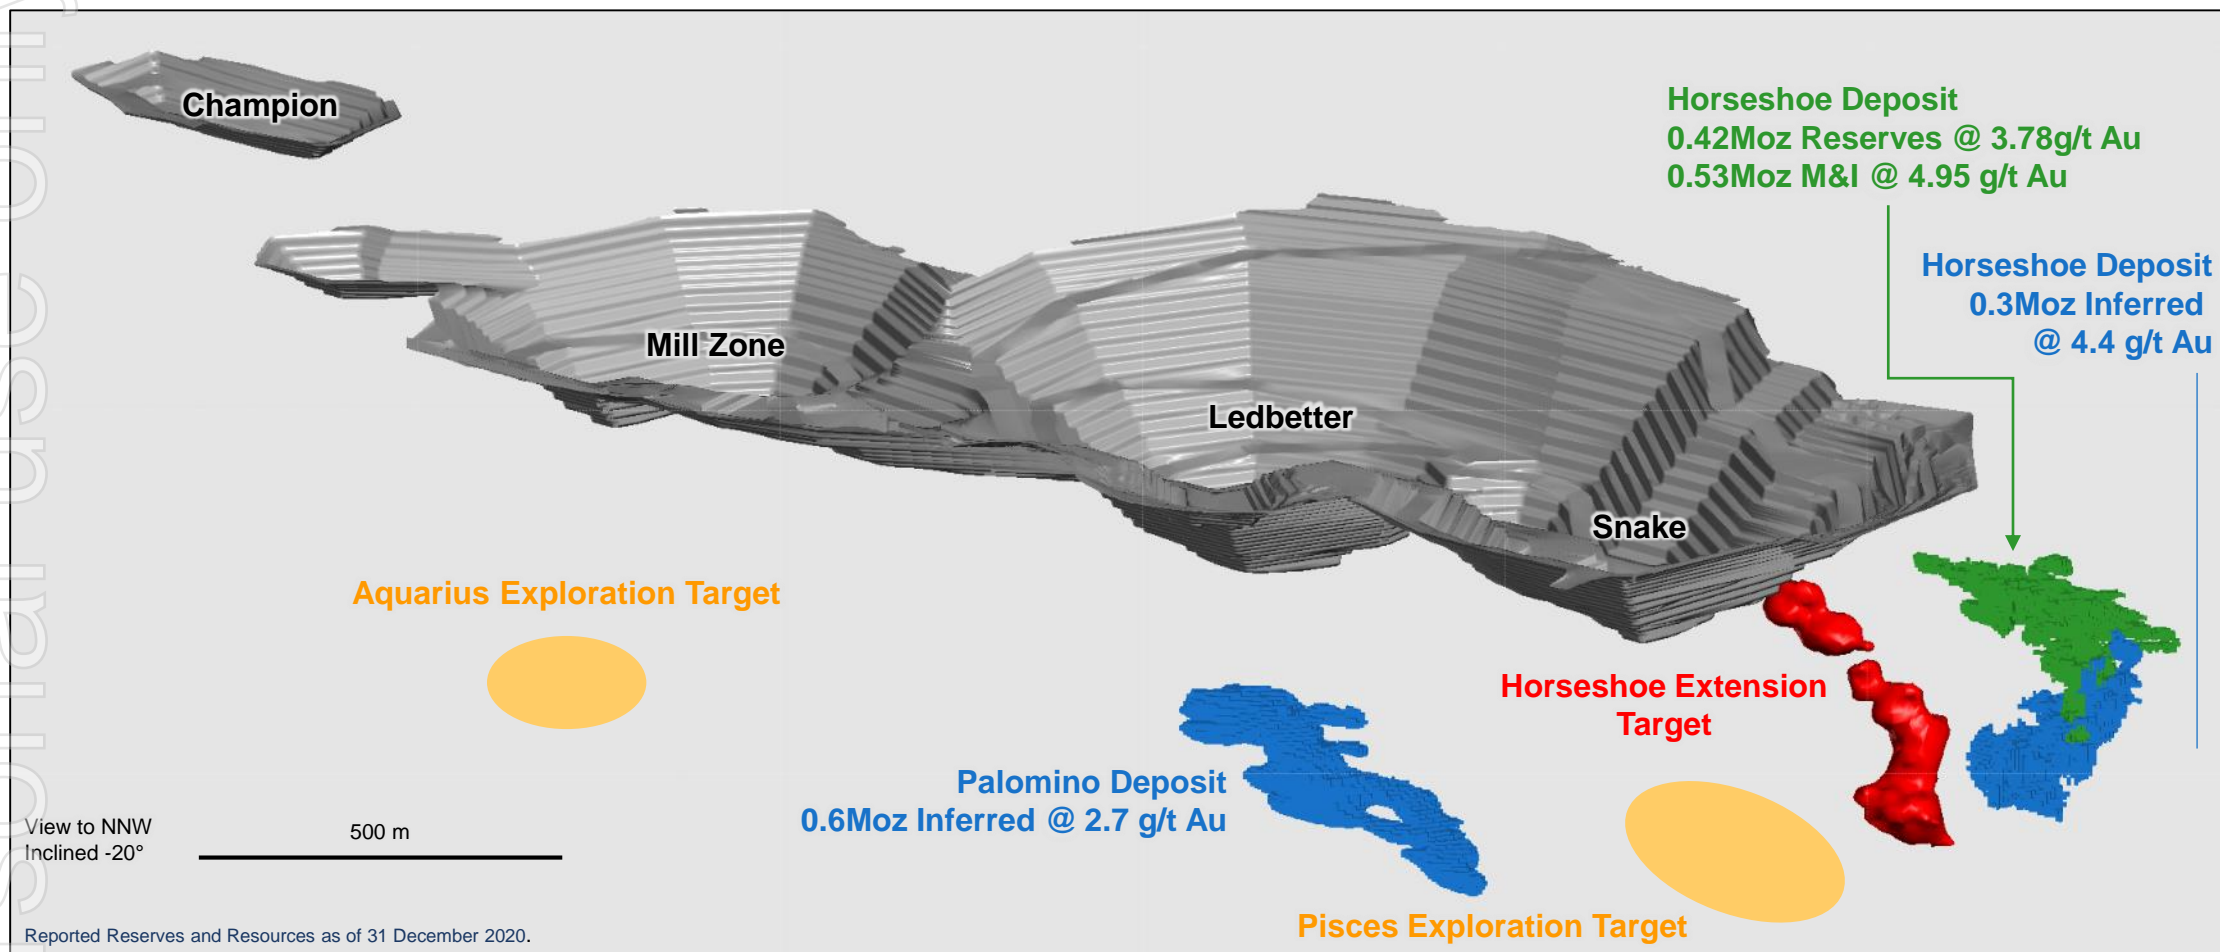 Champion
Horseshoe Deposit
0.42Moz Reserves @ 3.78g/t Au
0.53Moz M&I @ 4.95 g/t Au
Horseshoe Deposit
0.3Moz Inferred
@ 4.4 g/t Au
Mill Zone
Ledbetter
Snake
Aquarius Exploration Target
Horseshoe Extension
Target
Palomino Deposit
0.6Moz Inferred @ 2.7 g/t Au
View to NNW
Inclined -20°
500 m
Pisces Exploration Target
Reported Reserves and Resources as of 31 December 2020.